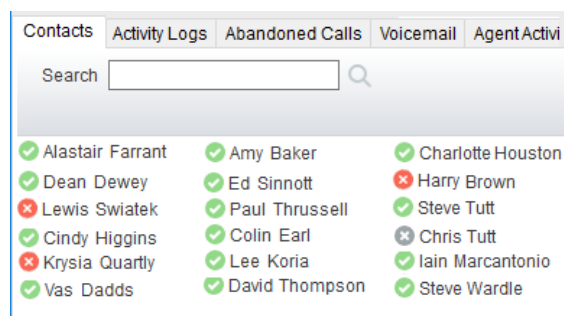 Contacts Activity Logs Abandoned Calls Voicemail Agent Activi
Search
Alastair Farrant Amy Baker Charlotte Houston
Dean Dewey Ed Sinnott Harry Brown
Lewis Swiatek Paul Thrussell Steve Tutt
Cindy Higgins Colin Earl Chris Tutt
Krysia Quartly Lee Koria Iain Marcantonio
Vas Dadds David Thompson Steve Wardle